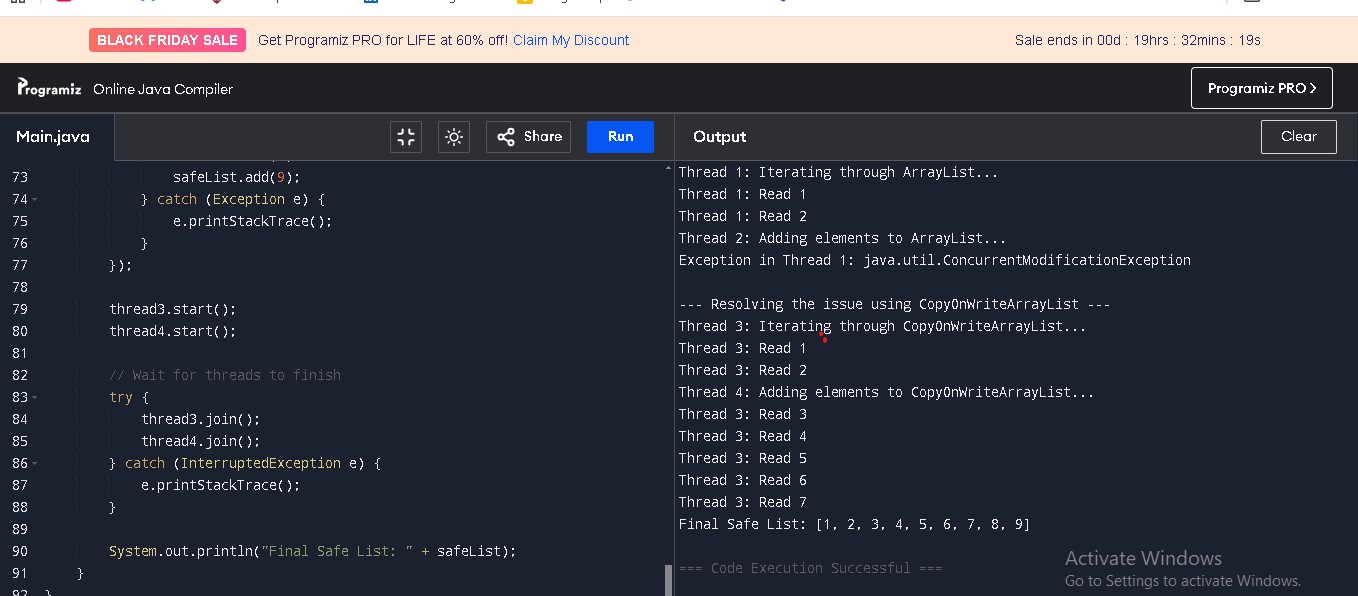 BLACK FRIDAY SALE Get Programiz PRO for LIFE at 60% off! Claim My Discount
Sale ends in 00d : 19hrs : 32mins : 19s
Programiz Online Java Compiler
Programiz PRO >
Main.java
Share
Run
73 safeList.add(9);
74 } catch (Exception e) {
75 e.printStackTrace();
76 }
77 });
78
79 thread3.start();
80 thread4.start();
81
82 // Wait for threads to finish
83 try {
84 thread3.join();
85 thread4.join();
86 } catch (InterruptedException e) {
87 e.printStackTrace();
88 }
89
90 System.out.println("Final Safe List: " + safeList);
91 }
92 }
Output
Clear
Thread 1: Iterating through ArrayList...
Thread 1: Read 1
Thread 1: Read 2
Thread 2: Adding elements to ArrayList...
Exception in Thread 1: java.util.ConcurrentModificationException
--- Resolving the issue using CopyOnWriteArrayList ---
Thread 3: Iterating through CopyOnWriteArrayList...
Thread 3: Read 1
Thread 3: Read 2
Thread 4: Adding elements to CopyOnWriteArrayList...
Thread 3: Read 3
Thread 3: Read 4
Thread 3: Read 5
Thread 3: Read 6
Thread 3: Read 7
Final Safe List: [1, 2, 3, 4, 5, 6, 7, 8, 9]
=== Code Execution Successful ===
Activate Windows
Go to Settings to activate Windows.